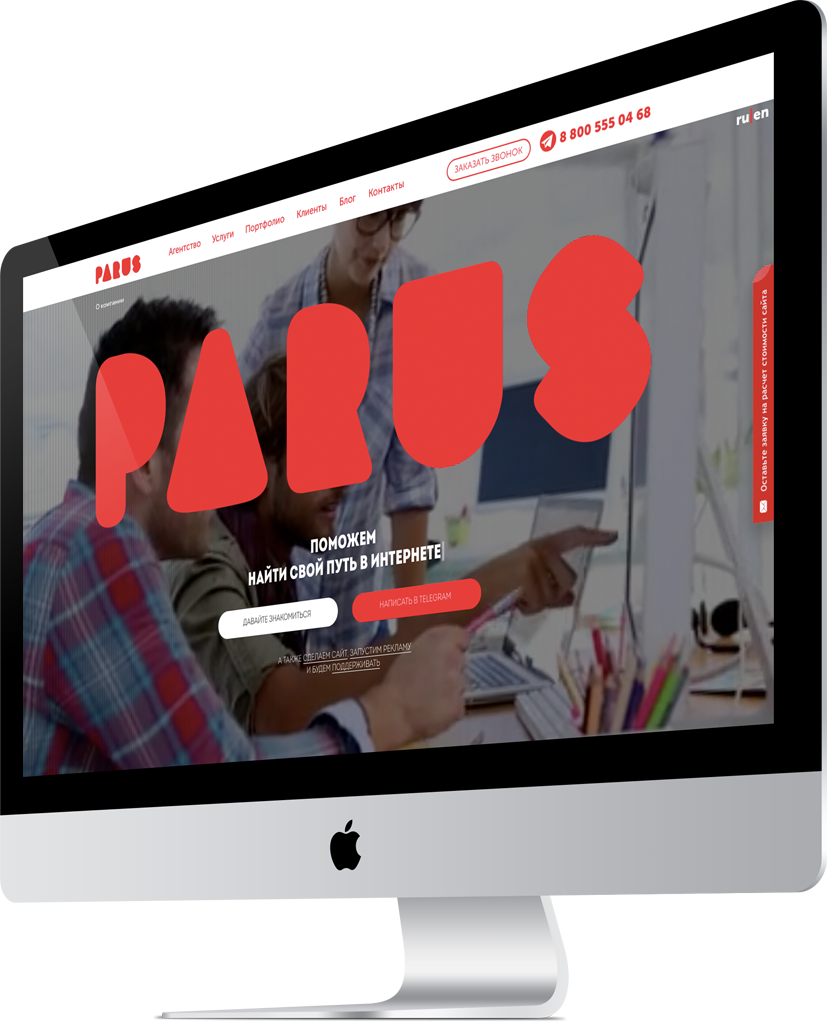 ru|en
PARUS
Агентство
Услуги
Портфолио
Клиенты
Блог
Контакты
ЗАКАЗАТЬ ЗВОНОК
8 800 555 04 68
О компании
PARUS
ПОМОЖЕМ
НАЙТИ СВОЙ ПУТЬ В ИНТЕРНЕТЕ
ДАВАЙТЕ ЗНАКОМИТЬСЯ
НАПИСАТЬ В TELEGRAM
А ТАКЖЕ СДЕЛАЕМ САЙТ, ЗАПУСТИМ РЕКЛАМУ
И БУДЕМ ПОДДЕРЖИВАТЬ
Оставьте заявку на расчет стоимости сайта